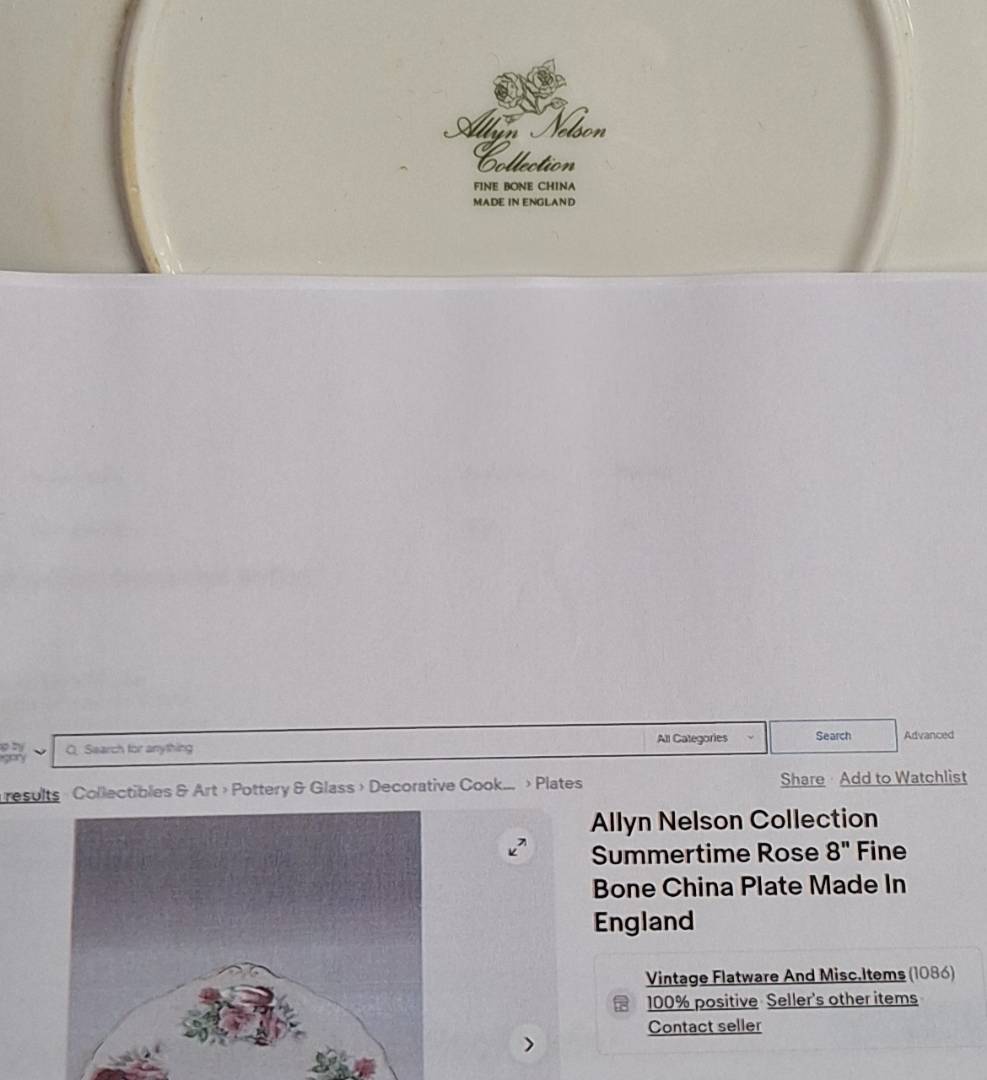 Allyn Nelson
Collection
FINE BONE CHINA
MADE IN ENGLAND
Search for anything
All Categories
Search
Advanced
results
Collectibles & Art › Pottery & Glass › Decorative Cook... › Plates
Share
Add to Watchlist
Allyn Nelson Collection
Summertime Rose 8" Fine
Bone China Plate Made In
England
Vintage Flatware And Misc.Items (1086)
100% positive Seller's other items
Contact seller